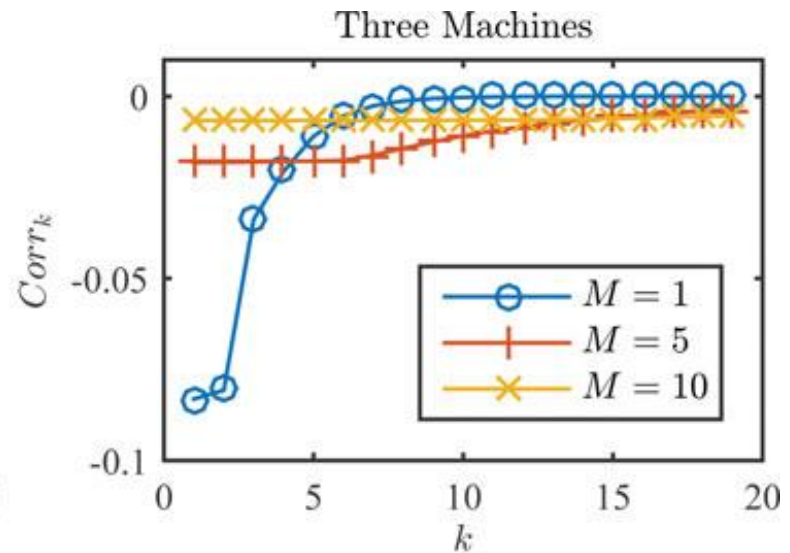 Three Machines
0
-0.05
-0.1
Corr_k
M = 1
M = 5
M = 10
0 5 10 15 20
k